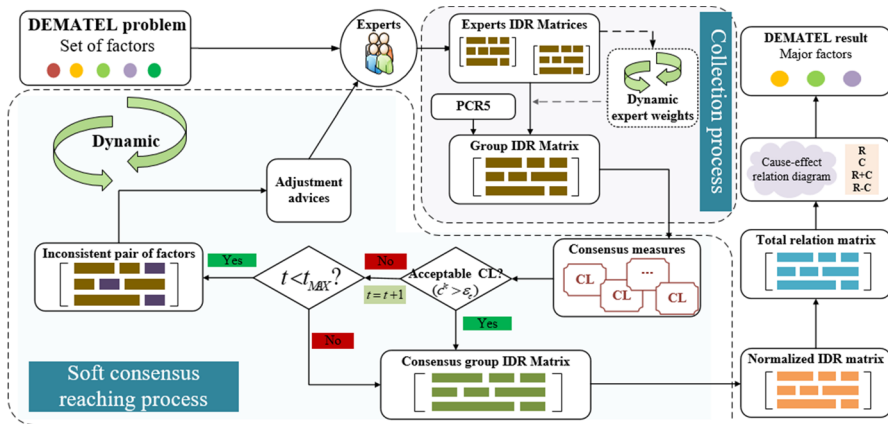 DEMATEL problem
Set of factors
Experts
Experts IDR Matrices
Dynamic
expert weights
PCR5
Group IDR Matrix
Collection process
DEMATEL result
Major factors
Cause-effect
relation diagram
R
C
R+C
R-C
Total relation matrix
Normalized IDR matrix
Dynamic
Adjustment
advices
Inconsistent pair of factors
Yes
t<t_MAX?
No
t=t+1
Acceptable CL?
(c^k>ε_c)
Consensus measures
CL
...
CL
CL
Yes
No
Consensus group IDR Matrix
Soft consensus
reaching process